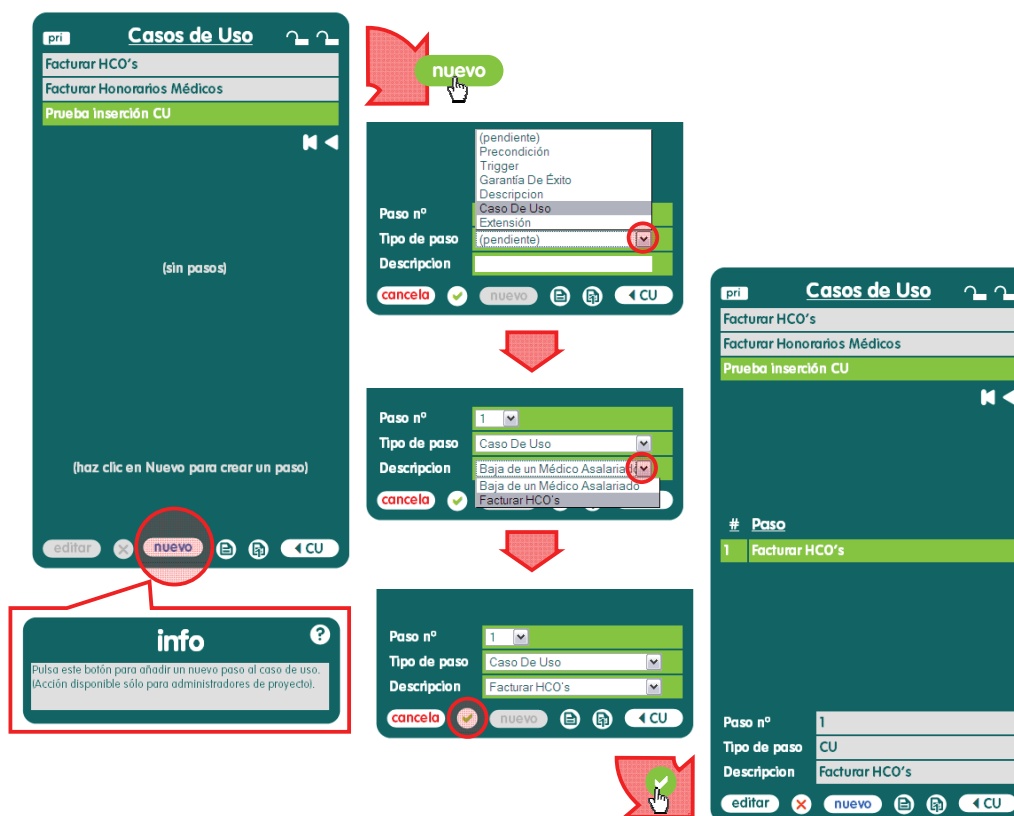 pri Casos de Uso
Facturar HCO's
Facturar Honorarios Médicos
Prueba inserción CU
(sin pasos)
(haz clic en Nuevo para crear un paso)
editar nuevo CU
info ?
Pulsa este botón para añadir un nuevo paso al caso de uso.
(Acción disponible sólo para administradores de proyecto).
nuevo
(pendiente)
Precondición
Trigger
Garantía De Éxito
Descripcion
Caso De Uso
Extensión
Paso nº
Tipo de paso (pendiente)
Descripcion
cancela nuevo CU
Paso nº 1
Tipo de paso Caso De Uso
Descripcion Baja de un Médico Asalariado
Baja de un Médico Asalariado
Facturar HCO's
cancela
Paso nº 1
Tipo de paso Caso De Uso
Descripcion Facturar HCO's
cancela nuevo CU
pri Casos de Uso
Facturar HCO's
Facturar Honorarios Médicos
Prueba inserción CU
# Paso
1 Facturar HCO's
Paso nº 1
Tipo de paso CU
Descripcion Facturar HCO's
editar nuevo CU